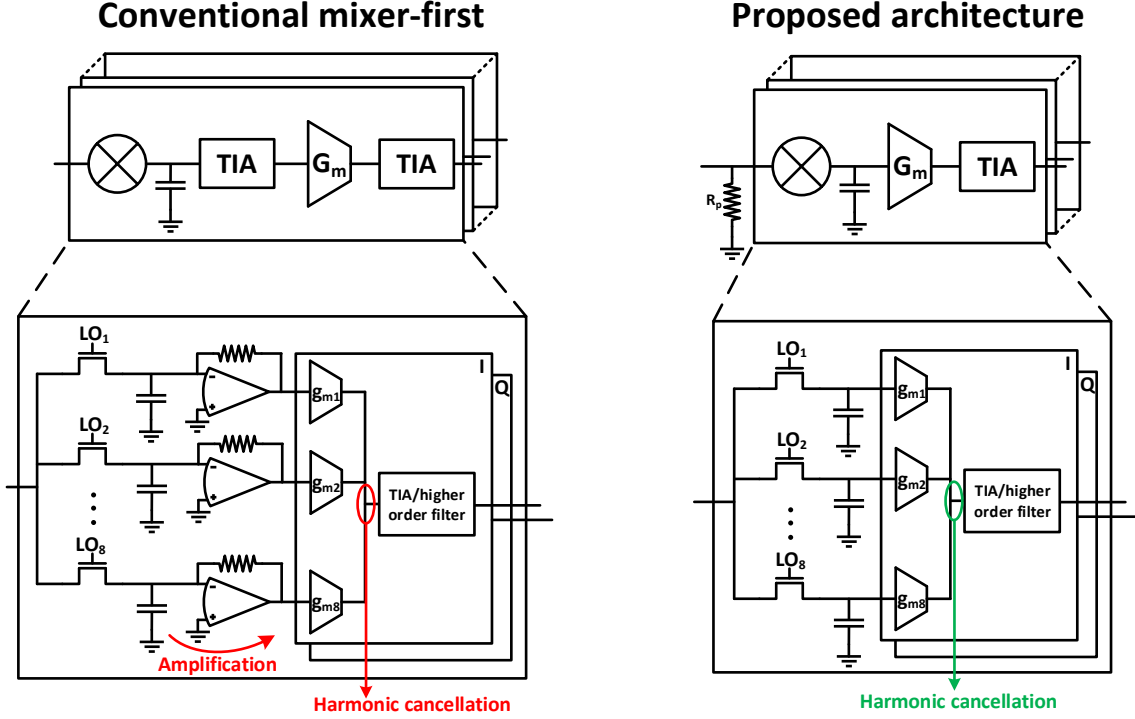 Conventional mixer-first
TIA
Gm
TIA
LO1
LO2
LO8
gm1
gm2
gm8
I
Q
TIA/higher
order filter
Amplification
Harmonic cancellation
Proposed architecture
Rp
Gm
TIA
LO1
LO2
LO8
gm1
gm2
gm8
I
Q
TIA/higher
order filter
Harmonic cancellation